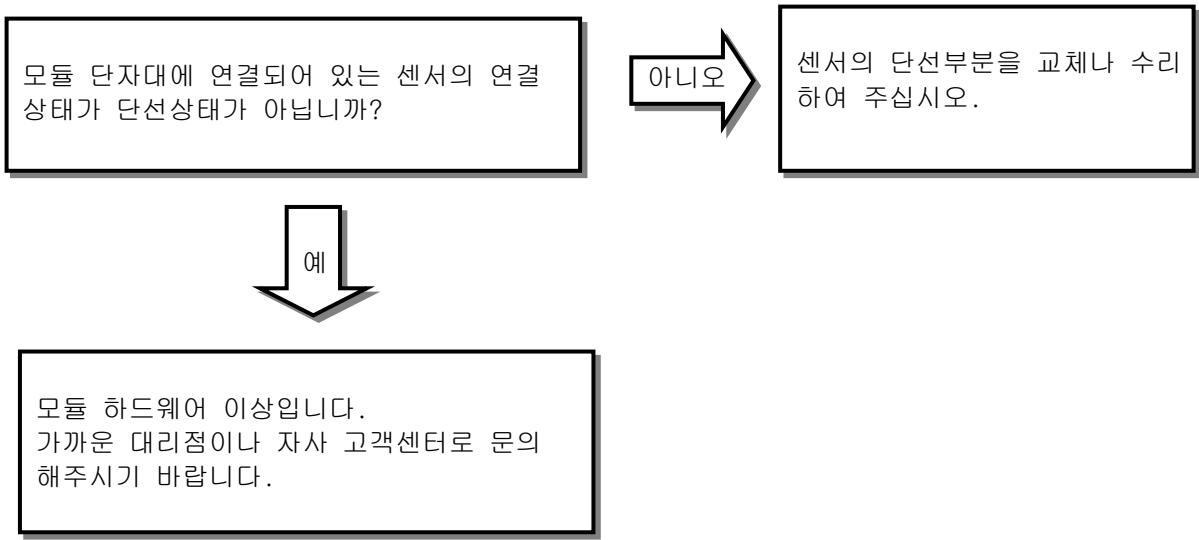 모듈 단자대에 연결되어 있는 센서의 연결
상태가 단선상태가 아닙니까?
아니오
센서의 단선부분을 교체나 수리
하여 주십시오.
예
모듈 하드웨어 이상입니다.
가까운 대리점이나 자사 고객센터로 문의
해주시기 바랍니다.